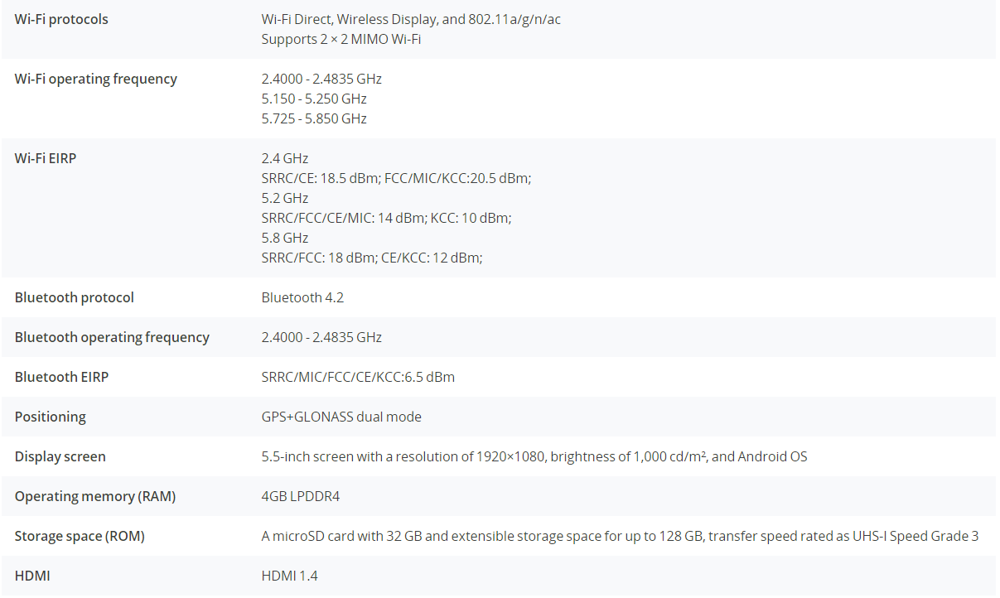 Wi-Fi protocols
Wi-Fi Direct, Wireless Display, and 802.11a/g/n/ac
Supports 2 × 2 MIMO Wi-Fi
Wi-Fi operating frequency
2.4000 - 2.4835 GHz
5.150 - 5.250 GHz
5.725 - 5.850 GHz
Wi-Fi EIRP
2.4 GHz
SRRC/CE: 18.5 dBm; FCC/MIC/KCC:20.5 dBm;
5.2 GHz
SRRC/FCC/CE/MIC: 14 dBm; KCC: 10 dBm;
5.8 GHz
SRRC/FCC: 18 dBm; CE/KCC: 12 dBm;
Bluetooth protocol
Bluetooth 4.2
Bluetooth operating frequency
2.4000 - 2.4835 GHz
Bluetooth EIRP
SRRC/MIC/FCC/CE/KCC:6.5 dBm
Positioning
GPS+GLONASS dual mode
Display screen
5.5-inch screen with a resolution of 1920×1080, brightness of 1,000 cd/m², and Android OS
Operating memory (RAM)
4GB LPDDR4
Storage space (ROM)
A microSD card with 32 GB and extensible storage space for up to 128 GB, transfer speed rated as UHS-I Speed Grade 3
HDMI
HDMI 1.4